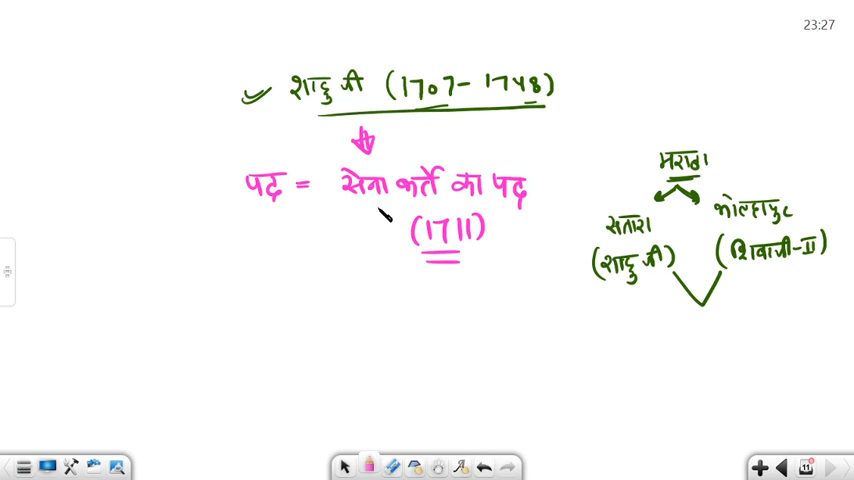 23:27
शाहु जी (1707-1748)
पद = सेना कर्ते का पद
(1711)
मराठा
सतारा
(शाहु जी)
कोल्हापुर
(शिवाजी-II)
11